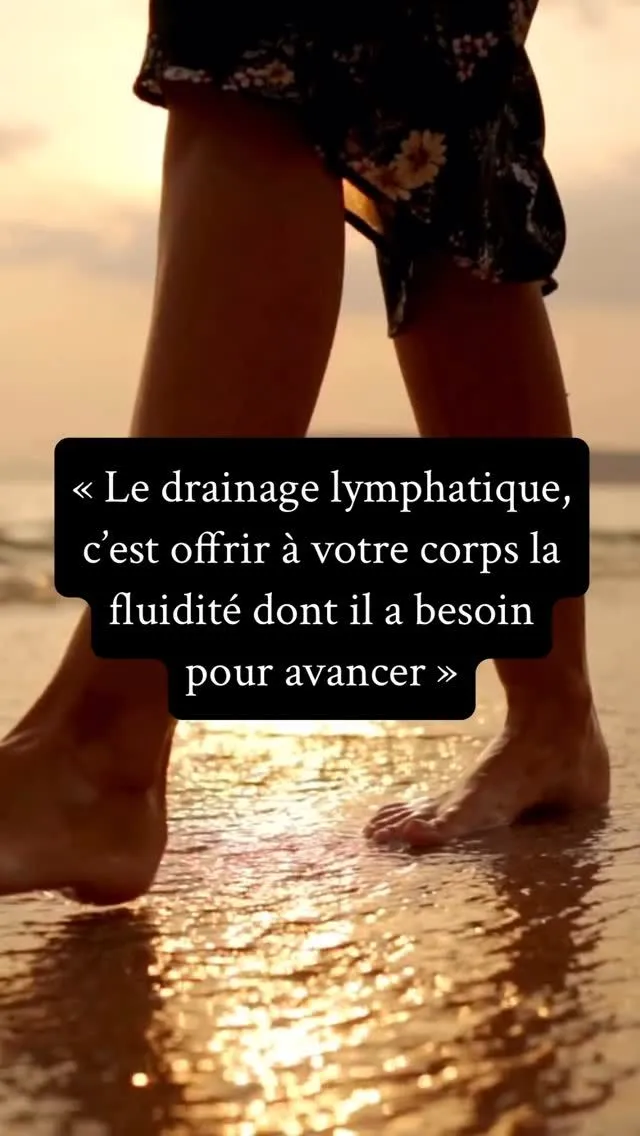 « Le drainage lymphatique,
c’est offrir à votre corps la
fluidité dont il a besoin
pour avancer »